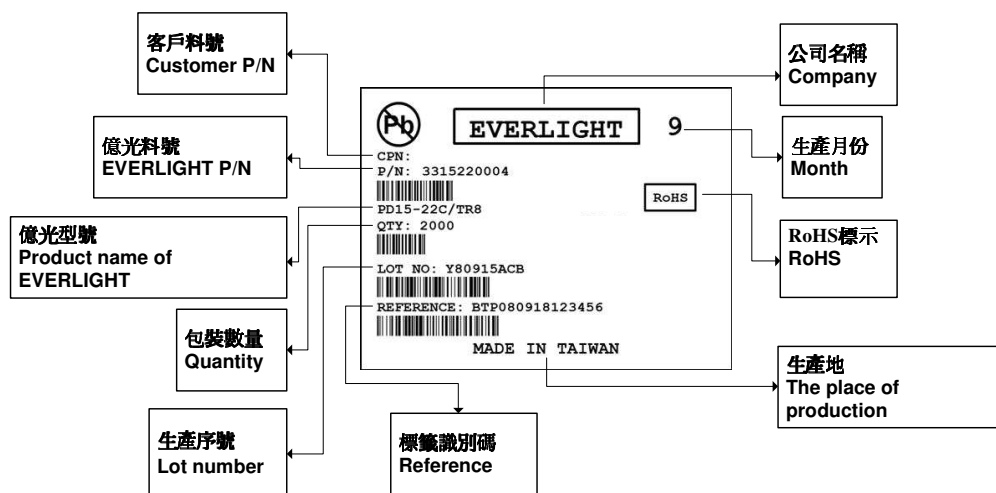 客戶料號
Customer P/N
億光料號
EVERLIGHT P/N
億光型號
Product name of
EVERLIGHT
包裝數量
Quantity
生產序號
Lot number
Pb
EVERLIGHT
9
CPN:
P/N: 3315220004
RoHS
PD15-22C/TR8
QTY: 2000
LOT NO: Y80915ACB
REFERENCE: BTP080918123456
MADE IN TAIWAN
標籤識別碼
Reference
公司名稱
Company
生產月份
Month
RoHS標示
RoHS
生產地
The place of
production